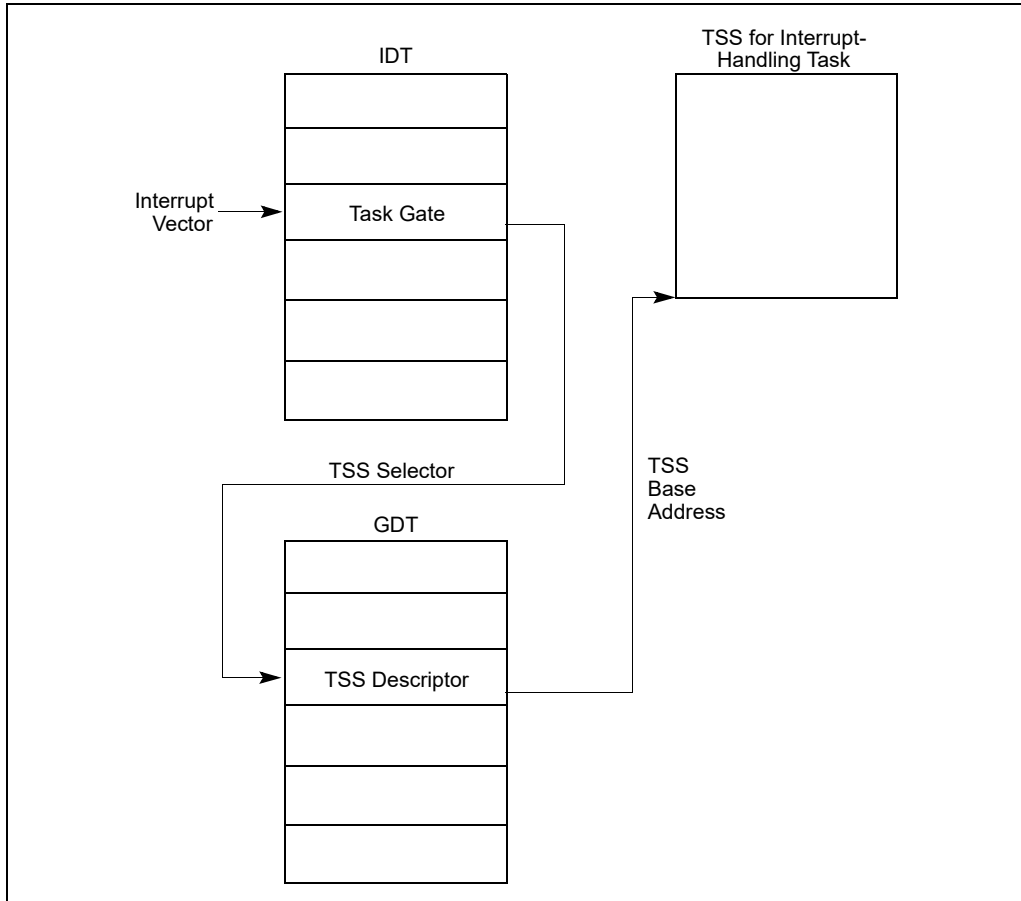 IDT
TSS for Interrupt-
Handling Task
Interrupt
Vector
Task Gate
TSS Selector
TSS
Base
Address
GDT
TSS Descriptor